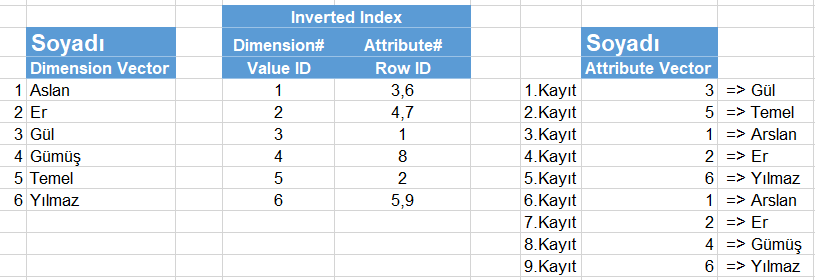 Inverted Index
Soyadı Dimension# Attribute# Soyadı
Dimension Vector Value ID Row ID Attribute Vector
1 Aslan 1 3,6 1.Kayıt 3 => Gül
2 Er 2 4,7 2.Kayıt 5 => Temel
3 Gül 3 1 3.Kayıt 1 => Arslan
4 Gümüş 4 8 4.Kayıt 2 => Er
5 Temel 5 2 5.Kayıt 6 => Yılmaz
6 Yılmaz 6 5,9 6.Kayıt 1 => Arslan
7.Kayıt 2 => Er
8.Kayıt 4 => Gümüş
9.Kayıt 6 => Yılmaz